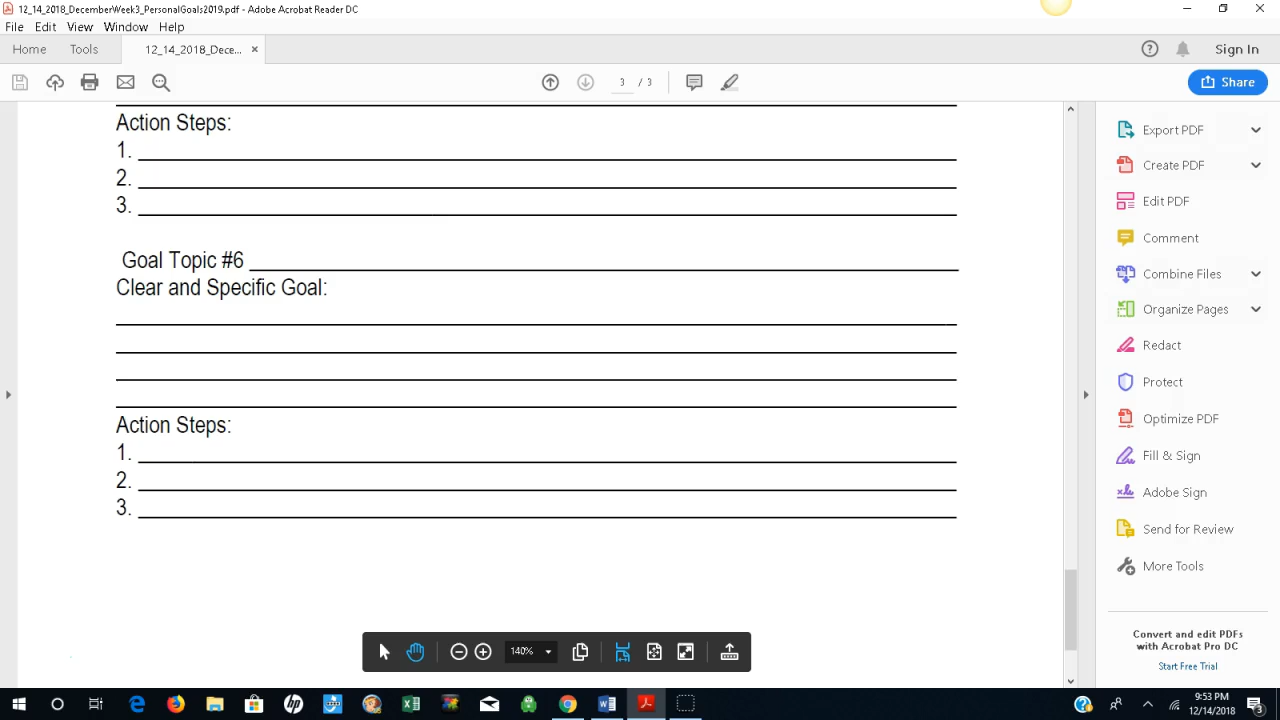 12_14_2018_DecemberWeek3_PersonalGoals2019.pdf - Adobe Acrobat Reader DC
File Edit View Window Help
Home Tools 12_14_2018_Dece... × Sign In
3 / 3 Share
Action Steps:
1.
2.
3.
Goal Topic #6
Clear and Specific Goal:
Action Steps:
1.
2.
3.
140%
Export PDF
Create PDF
Edit PDF
Comment
Combine Files
Organize Pages
Redact
Protect
Optimize PDF
Fill & Sign
Adobe Sign
Send for Review
More Tools
Convert and edit PDFs
with Acrobat Pro DC
Start Free Trial
9:53 PM
12/14/2018
3